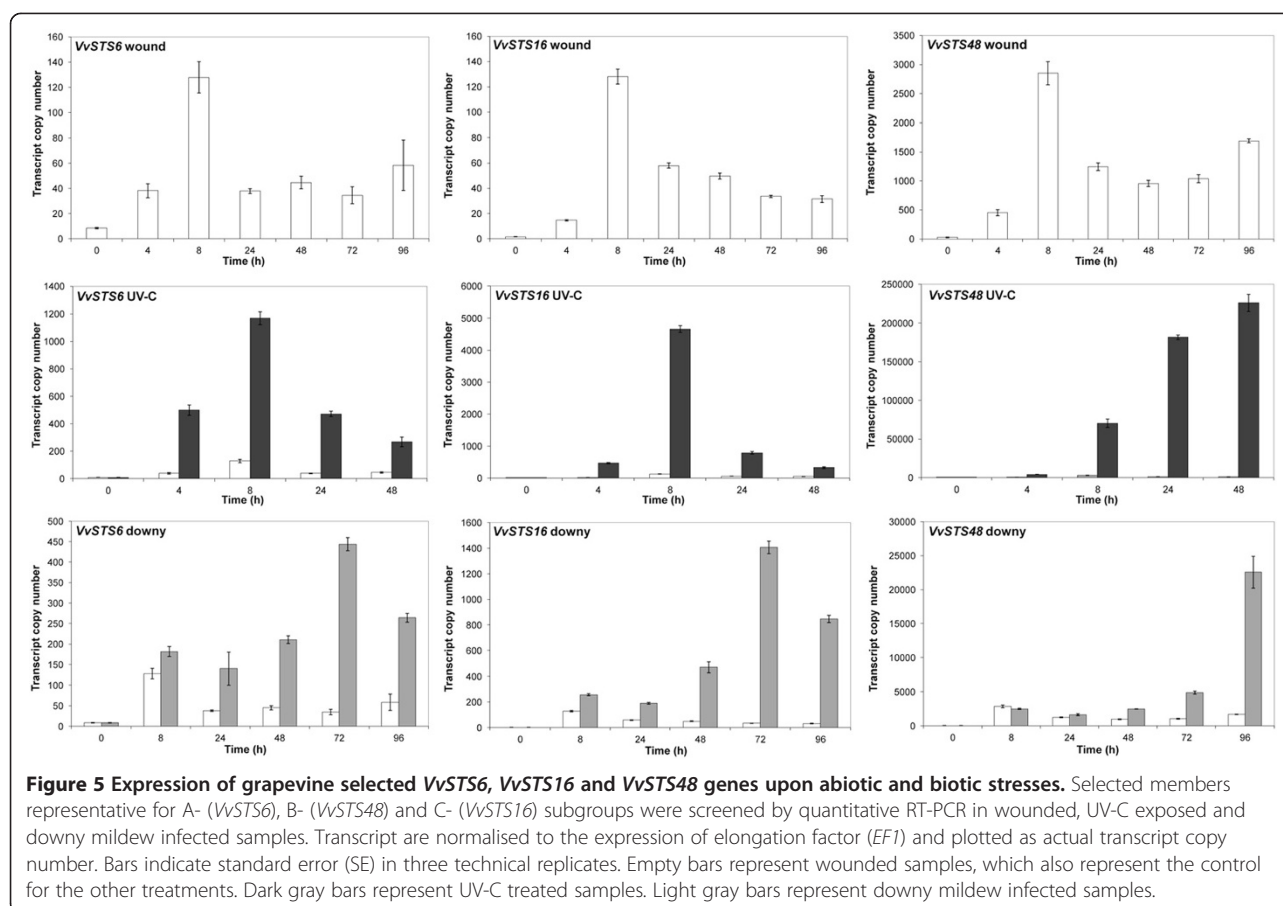 VvSTS6 wound
Transcript copy number
160
140
120
100
80
60
40
20
0
0 4 8 24 48 72 96
Time (h)
VvSTS16 wound
Transcript copy number
160
140
120
100
80
60
40
20
0
0 4 8 24 48 72 96
Time (h)
VvSTS48 wound
Transcript copy number
3500
3000
2500
2000
1500
1000
500
0
0 4 8 24 48 72 96
Time (h)
VvSTS6 UV-C
Transcript copy number
1400
1200
1000
800
600
400
200
0
0 4 8 24 48
Time (h)
VvSTS16 UV-C
Transcript copy number
6000
5000
4000
3000
2000
1000
0
0 4 8 24 48
Time (h)
VvSTS48 UV-C
Transcript copy number
250000
200000
150000
100000
50000
0
0 4 8 24 48
Time (h)
VvSTS6 downy
Transcript copy number
500
450
400
350
300
250
200
150
100
50
0
0 8 24 48 72 96
Time (h)
VvSTS16 downy
Transcript copy number
1600
1400
1200
1000
800
600
400
200
0
0 8 24 48 72 96
Time (h)
VvSTS48 downy
Transcript copy number
30000
25000
20000
15000
10000
5000
0
0 8 24 48 72 96
Time (h)
Figure 5 Expression of grapevine selected VvSTS6, VvSTS16 and VvSTS48 genes upon abiotic and biotic stresses. Selected members
representative for A- (VvSTS6), B- (VvSTS48) and C- (VvSTS16) subgroups were screened by quantitative RT-PCR in wounded, UV-C exposed and
downy mildew infected samples. Transcript are normalised to the expression of elongation factor (EF1) and plotted as actual transcript copy
number. Bars indicate standard error (SE) in three technical replicates. Empty bars represent wounded samples, which also represent the control
for the other treatments. Dark gray bars represent UV-C treated samples. Light gray bars represent downy mildew infected samples.